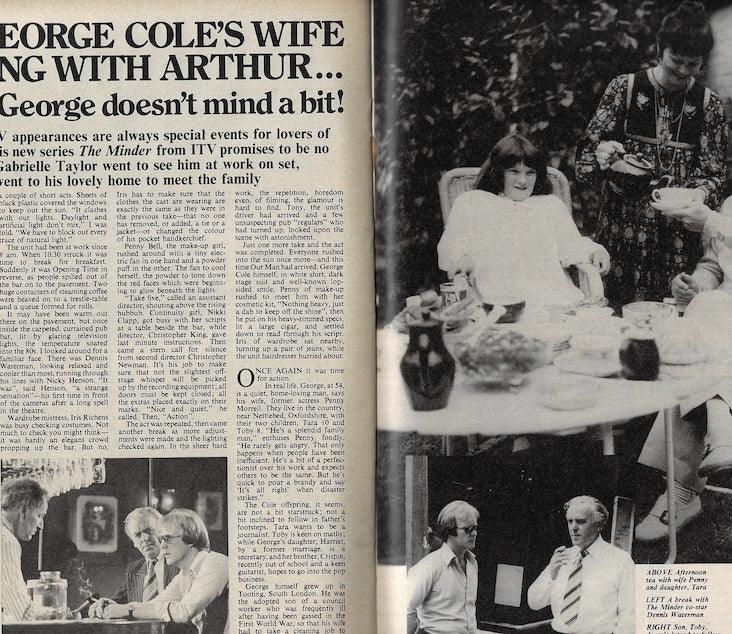 EORGE COLE'S WIFE
NG WITH ARTHUR...
George doesn't mind a bit!
V appearances are always special events for lovers of
is new series The Minder from ITV promises to be no
Gabrielle Taylor went to see him at work on set,
went to his lovely home to meet the family
a couple of short acts. Sheets of
black plastic covered the windows
to keep out the sun. "It clashes
with our lights. Daylight and
artificial light don't mix," I was
told. "We have to block out every
trace of natural light."
The unit had been at work since
8 am. When 10.30 struck it was
time to break for breakfast.
Suddenly it was Opening Time in
reverse, as people spilled out of
the bar on to the pavement. Two
huge containers of steaming coffee
were heaved on to a trestle-table
and a queue formed for rolls.
It may have been warm out
there on the pavement, but once
inside the carpeted, curtained pub
bar, lit by glaring television
lights, the temperature soared
into the 80s. I looked around for a
familiar face. There was Dennis
Waterman, looking relaxed and
cooler than most, running through
his lines with Nicky Henson. "It
was", said Henson, "a strange
sensation"—his first time in front
of the cameras after a long spell
in the theatre.
Wardrobe mistress, Iris Richens
was busy checking costumes. Not
much to check you might think—
it was hardly an elegant crowd
propping up the bar. But no,
Iris has to make sure that the
clothes the cast are wearing are
exactly the same as they were in
the previous take—that no one
has removed, or added, a tie or a
jacket—or changed the colour
of his pocket handkerchief.
Penny Bell, the make-up girl,
rushed around with a tiny elec-
tric fan in one hand and a powder
puff in the other. The fan to cool
herself, the powder to tone down
the red faces which were begin-
ning to glow beneath the lights.
"Take five," called an assistant
director, shouting above the rising
hubbub. Continuity girl, Nikki
Clapp, got busy with her scripts
at a table beside the bar, while
director, Christopher King, gave
last minute instructions. Then
came a stern call for silence
from second director Christopher
Newman. It's his job to make
sure that not the slightest off-
stage whisper will be picked
up by the recording equipment; all
doors must be kept closed; all
the extras placed exactly on their
marks. "Nice and quiet," he
called. Then, "Action".
The act was repeated, then came
another break as more adjust-
ments were made and the lighting
checked again. In the sheer hard
work, the repetition, boredom
even, of filming, the glamour is
hard to find. Tony, the unit's
driver had arrived and a few
unsuspecting pub "regulars" who
had turned up, looked upon the
scene with astonishment.
Just one more take and the act
was completed. Everyone rushed
into the sun once more—and this
time Our Man had arrived. George
Cole himself, in white shirt, dark
stage suit and well-known lop-
sided smile. Penny of make-up
rushed to meet him with her
cosmetic kit, "Nothing heavy, just
a dab to keep off the shine", then
he put on his heavy-rimmed specs,
lit a large cigar, and settled
down to read through his script.
Iris of wardrobe sat nearby,
turning up a pair of jeans, while
the unit hairdresser hurried about.
ONCE AGAIN it was time
for action.
In real life, George, at 54,
is a quiet, home-loving man, says
his wife, former actress Penny
Morrell. They live in the country,
near Nettlebed, Oxfordshire, with
their two children, Tara 10 and
Toby 8. "He's a splendid family
man," enthuses Penny, fondly.
"He rarely gets angry. That only
happens when people have been
inefficient. He's a bit of a perfec-
tionist over his work and expects
others to be the same. But he's
quick to pour a brandy and say
'It's all right' when disaster
strikes."
The Cole offspring, it seems,
are not a bit starstruck; not a
bit inclined to follow in father's
footsteps. Tara wants to be a
journalist. Toby is keen on maths;
while George's daughter, Harriet,
by a former marriage, is a
secretary, and her brother, Crispin,
recently out of school and a keen
guitarist, hopes to go into the pop
business.
George himself grew up in
Tooting, South London. He was
the adopted son of a council
worker who was frequently ill
after having been gassed in the
First World War, so that his wife
had to take a cleaning job to
ABOVE Afternoon
tea with wife Penny
and daughter, Tara
LEFT A break with
The Minder co-star
Dennis Waterman
RIGHT Son, Toby,